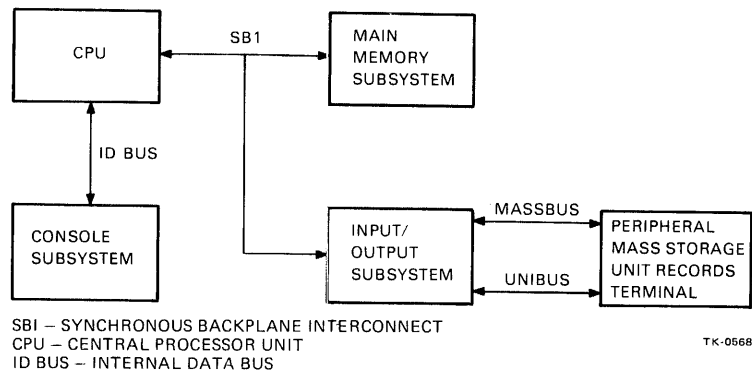 CPU
SB1
MAIN
MEMORY
SUBSYSTEM
ID BUS
CONSOLE
SUBSYSTEM
INPUT/
OUTPUT
SUBSYSTEM
MASSBUS
UNIBUS
PERIPHERAL
MASS STORAGE
UNIT RECORDS
TERMINAL
SBI – SYNCHRONOUS BACKPLANE INTERCONNECT
CPU – CENTRAL PROCESSOR UNIT
ID BUS – INTERNAL DATA BUS
TK-0568